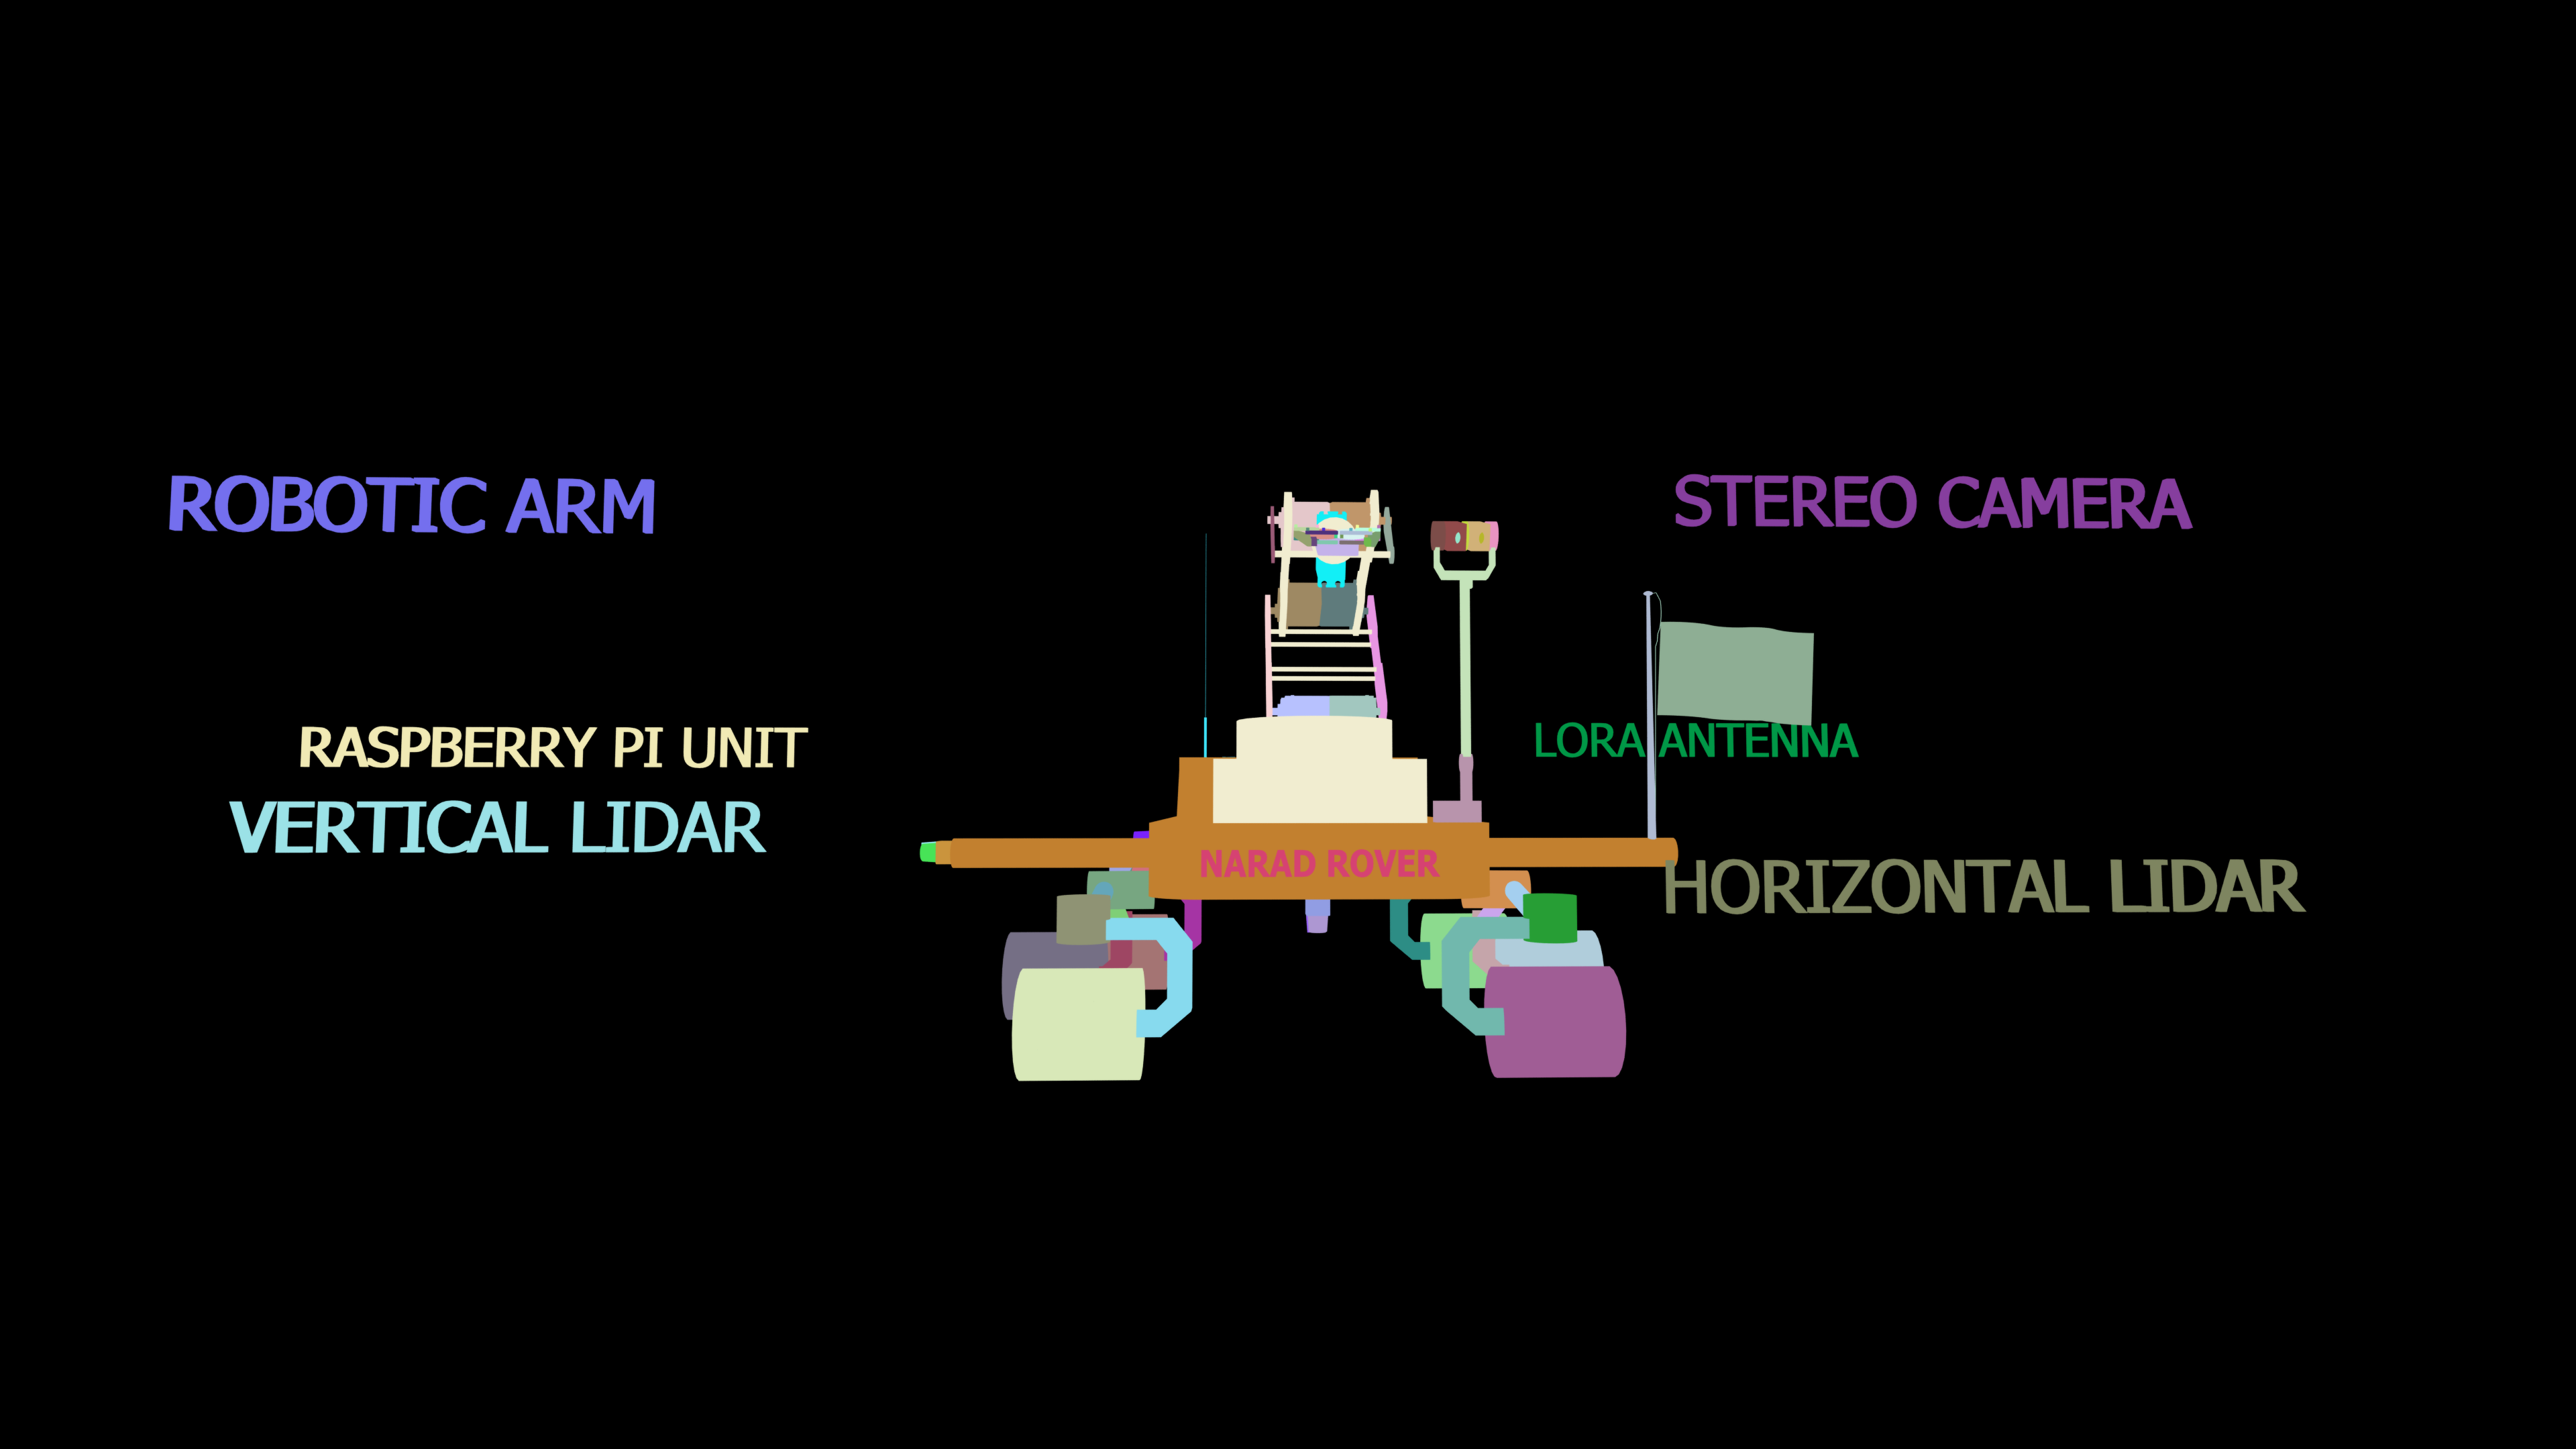 ROBOTIC ARM
STEREO CAMERA
RASPBERRY PI UNIT
LORA ANTENNA
VERTICAL LIDAR
NARAD ROVER
HORIZONTAL LIDAR